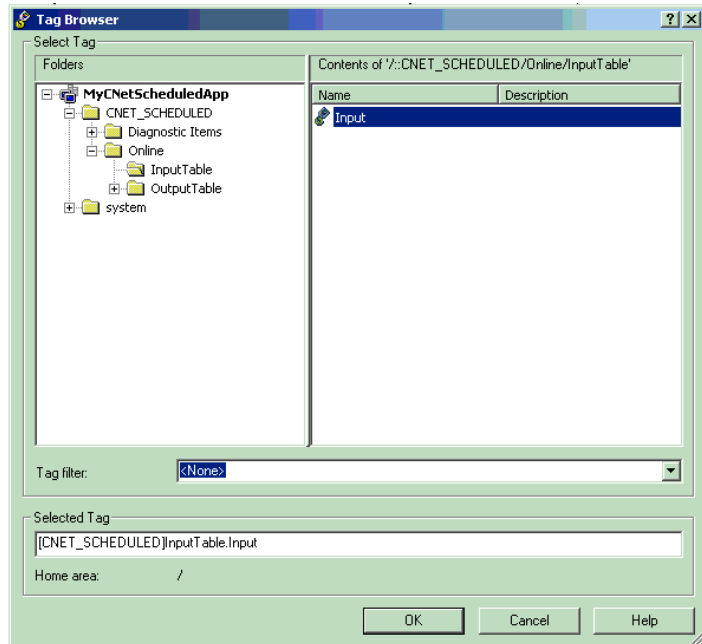 Tag Browser
Select Tag
Folders
Contents of '/::CNET_SCHEDULED/Online/InputTable'
MyCNetScheduledApp
CNET_SCHEDULED
Diagnostic Items
Online
InputTable
OutputTable
system
Name Description
Input
Tag filter: <None>
Selected Tag
[CNET_SCHEDULED]InputTable.Input
Home area: /
OK Cancel Help